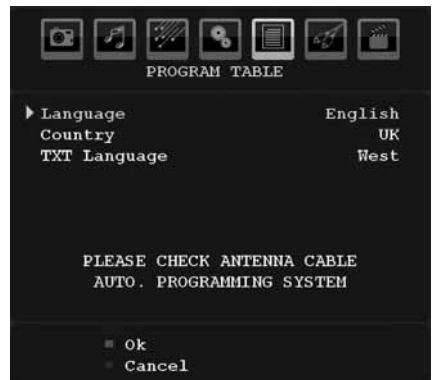 PROGRAM TABLE
Language English
Country UK
TXT Language West
PLEASE CHECK ANTENNA CABLE
AUTO. PROGRAMMING SYSTEM
Ok
Cancel